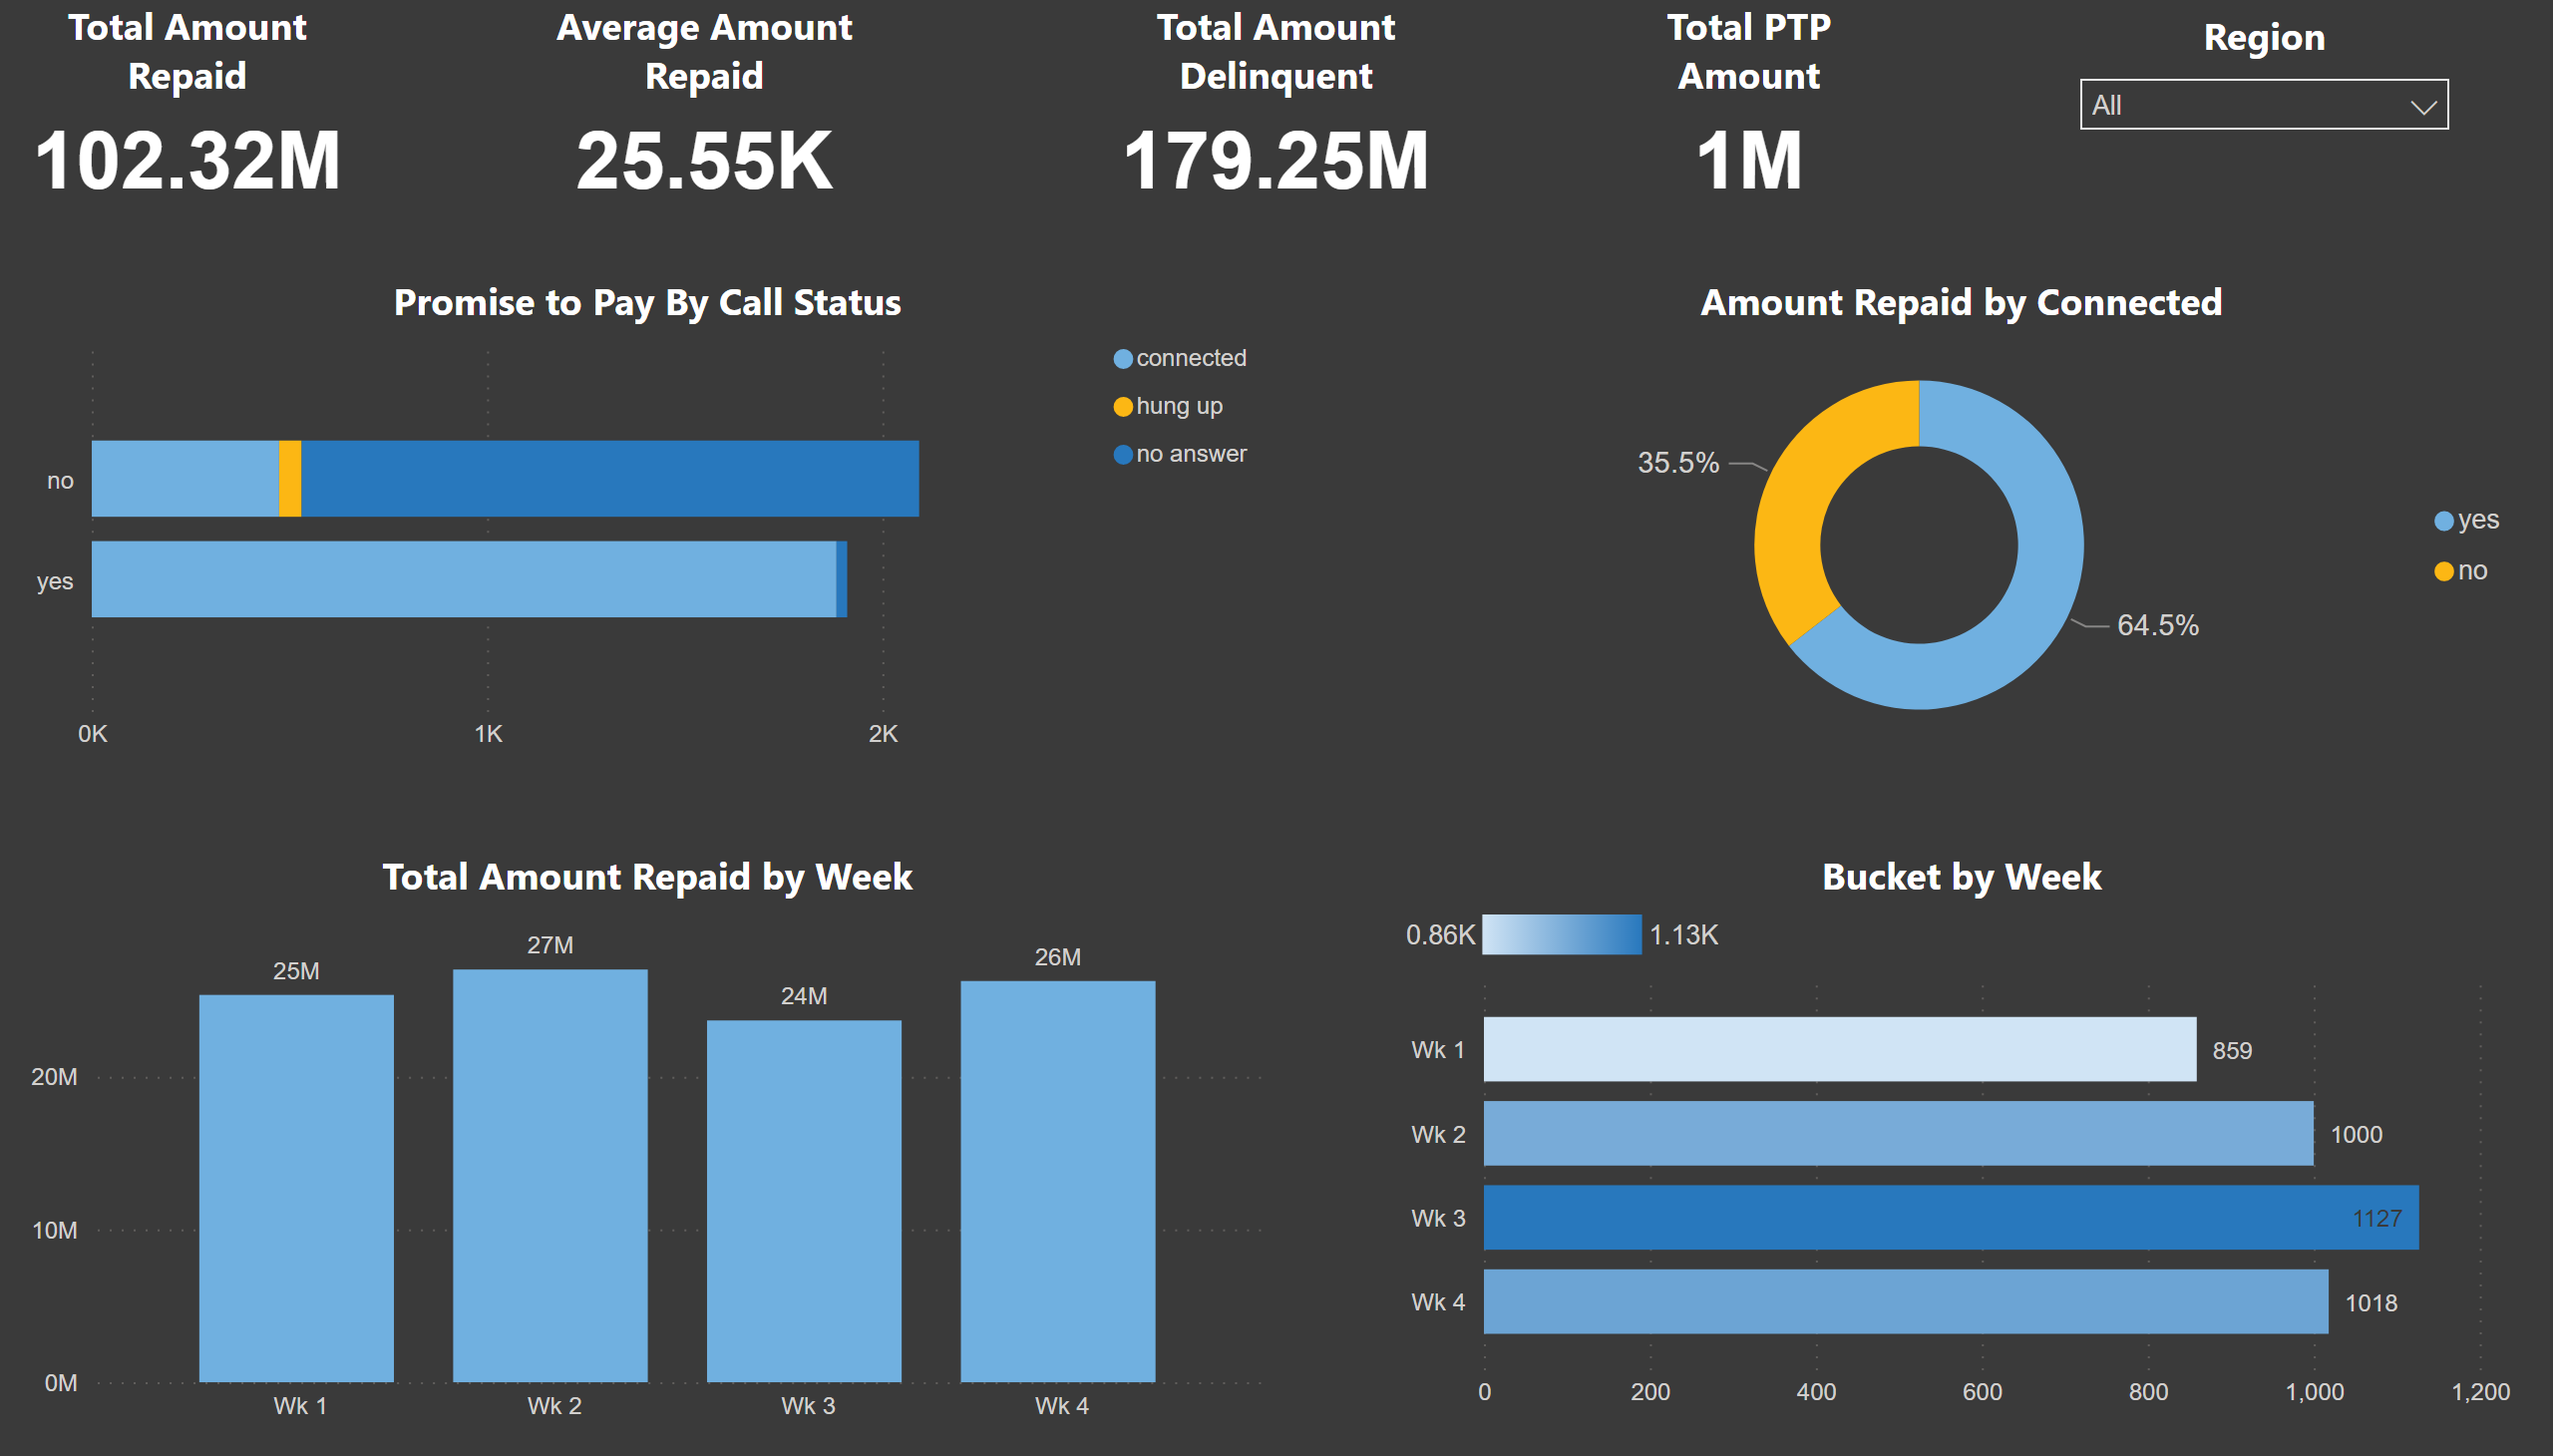 Total Amount
Repaid
102.32M
Average Amount
Repaid
25.55K
Total Amount
Delinquent
179.25M
Total PTP
Amount
1M
Region
All
Promise to Pay By Call Status
connected
hung up
no answer
no
yes
0K 1K 2K
Amount Repaid by Connected
35.5%
64.5%
yes
no
Total Amount Repaid by Week
25M
27M
24M
26M
20M
10M
0M
Wk 1 Wk 2 Wk 3 Wk 4
Bucket by Week
0.86K 1.13K
Wk 1 859
Wk 2 1000
Wk 3 1127
Wk 4 1018
0 200 400 600 800 1,000 1,200